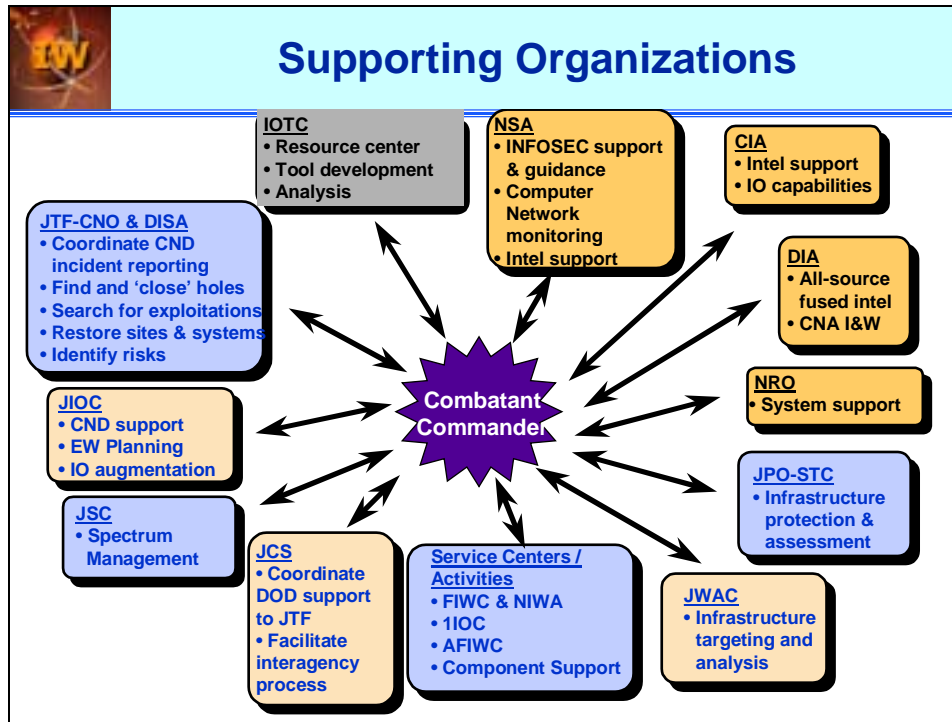 IW
Supporting Organizations
IOTC
• Resource center
• Tool development
• Analysis
NSA
• INFOSEC support
& guidance
• Computer
Network
monitoring
• Intel support
CIA
• Intel support
• IO capabilities
JTF-CNO & DISA
• Coordinate CND
incident reporting
• Find and ‘close’ holes
• Search for exploitations
• Restore sites & systems
• Identify risks
DIA
• All-source
fused intel
• CNA I&W
NRO
• System support
Combatant
Commander
JIOC
• CND support
• EW Planning
• IO augmentation
JPO-STC
• Infrastructure
protection &
assessment
JSC
• Spectrum
Management
JCS
• Coordinate
DOD support
to JTF
• Facilitate
interagency
process
Service Centers /
Activities
• FIWC & NIWA
• 1IOC
• AFIWC
• Component Support
JWAC
• Infrastructure
targeting and
analysis